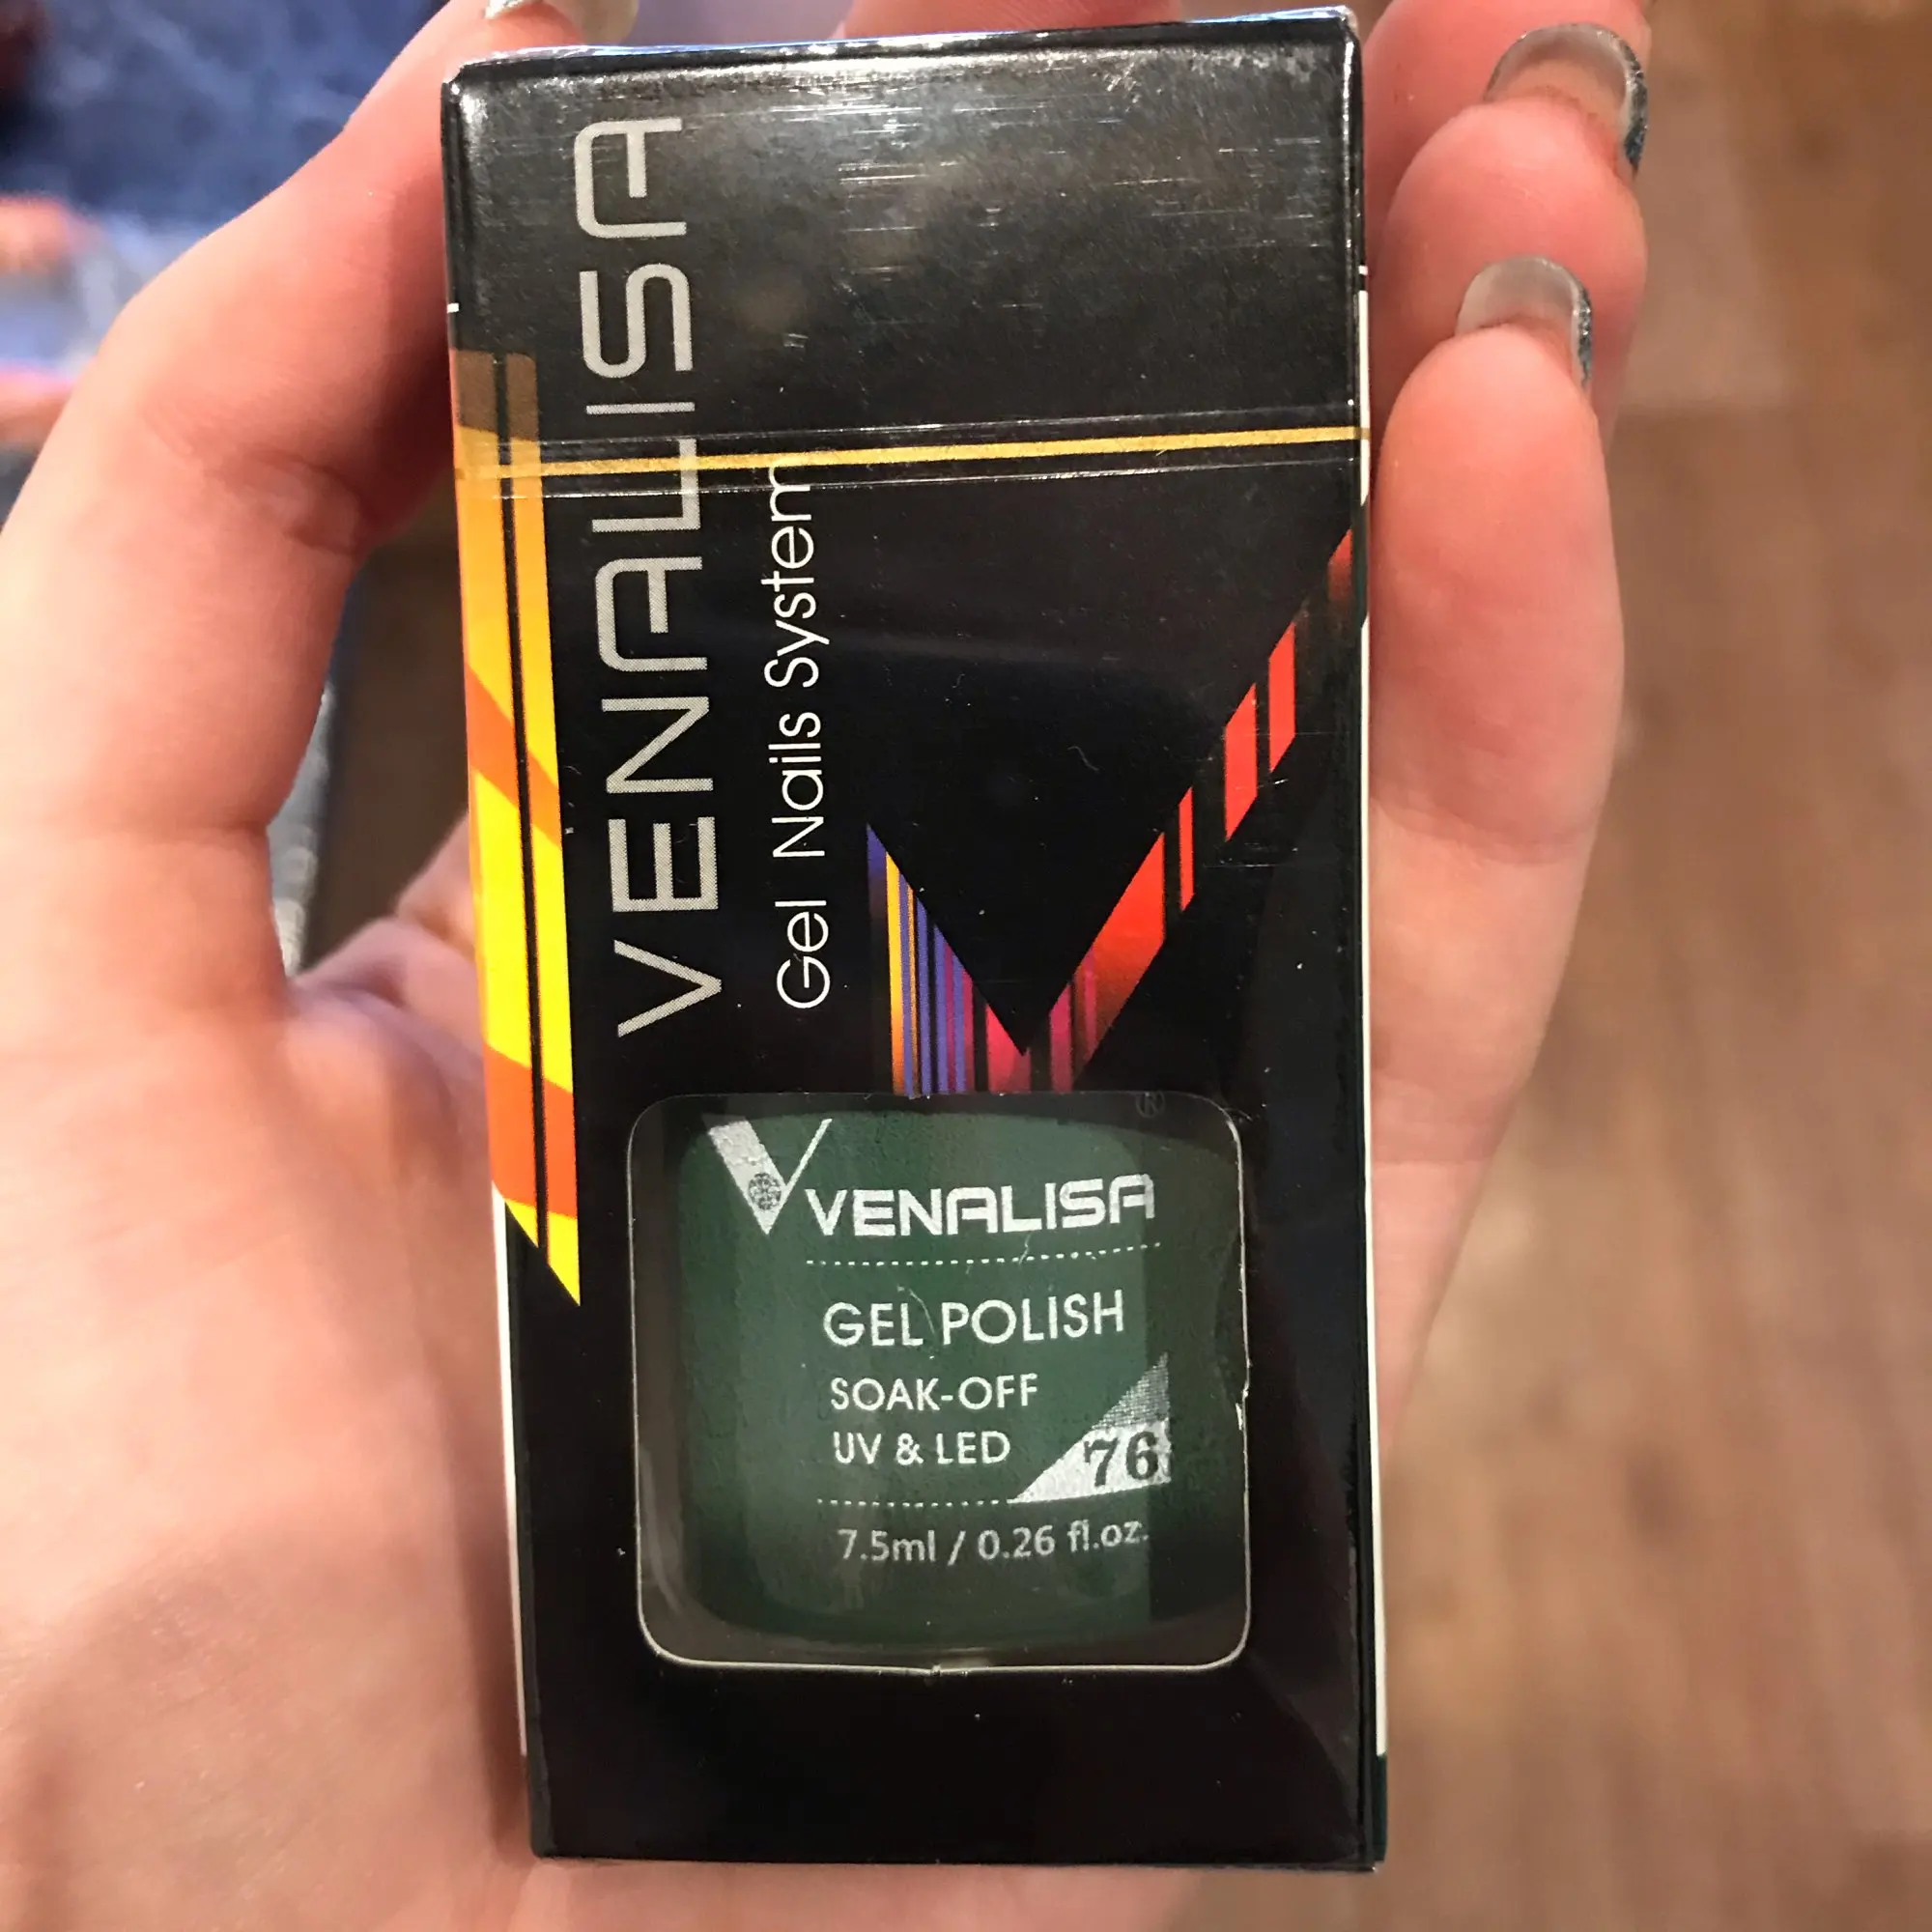 VENALISA
Gel Nails System
®
VENALISA
GEL POLISH
SOAK-OFF
UV & LED
76
7.5ml / 0.26 fl.oz.